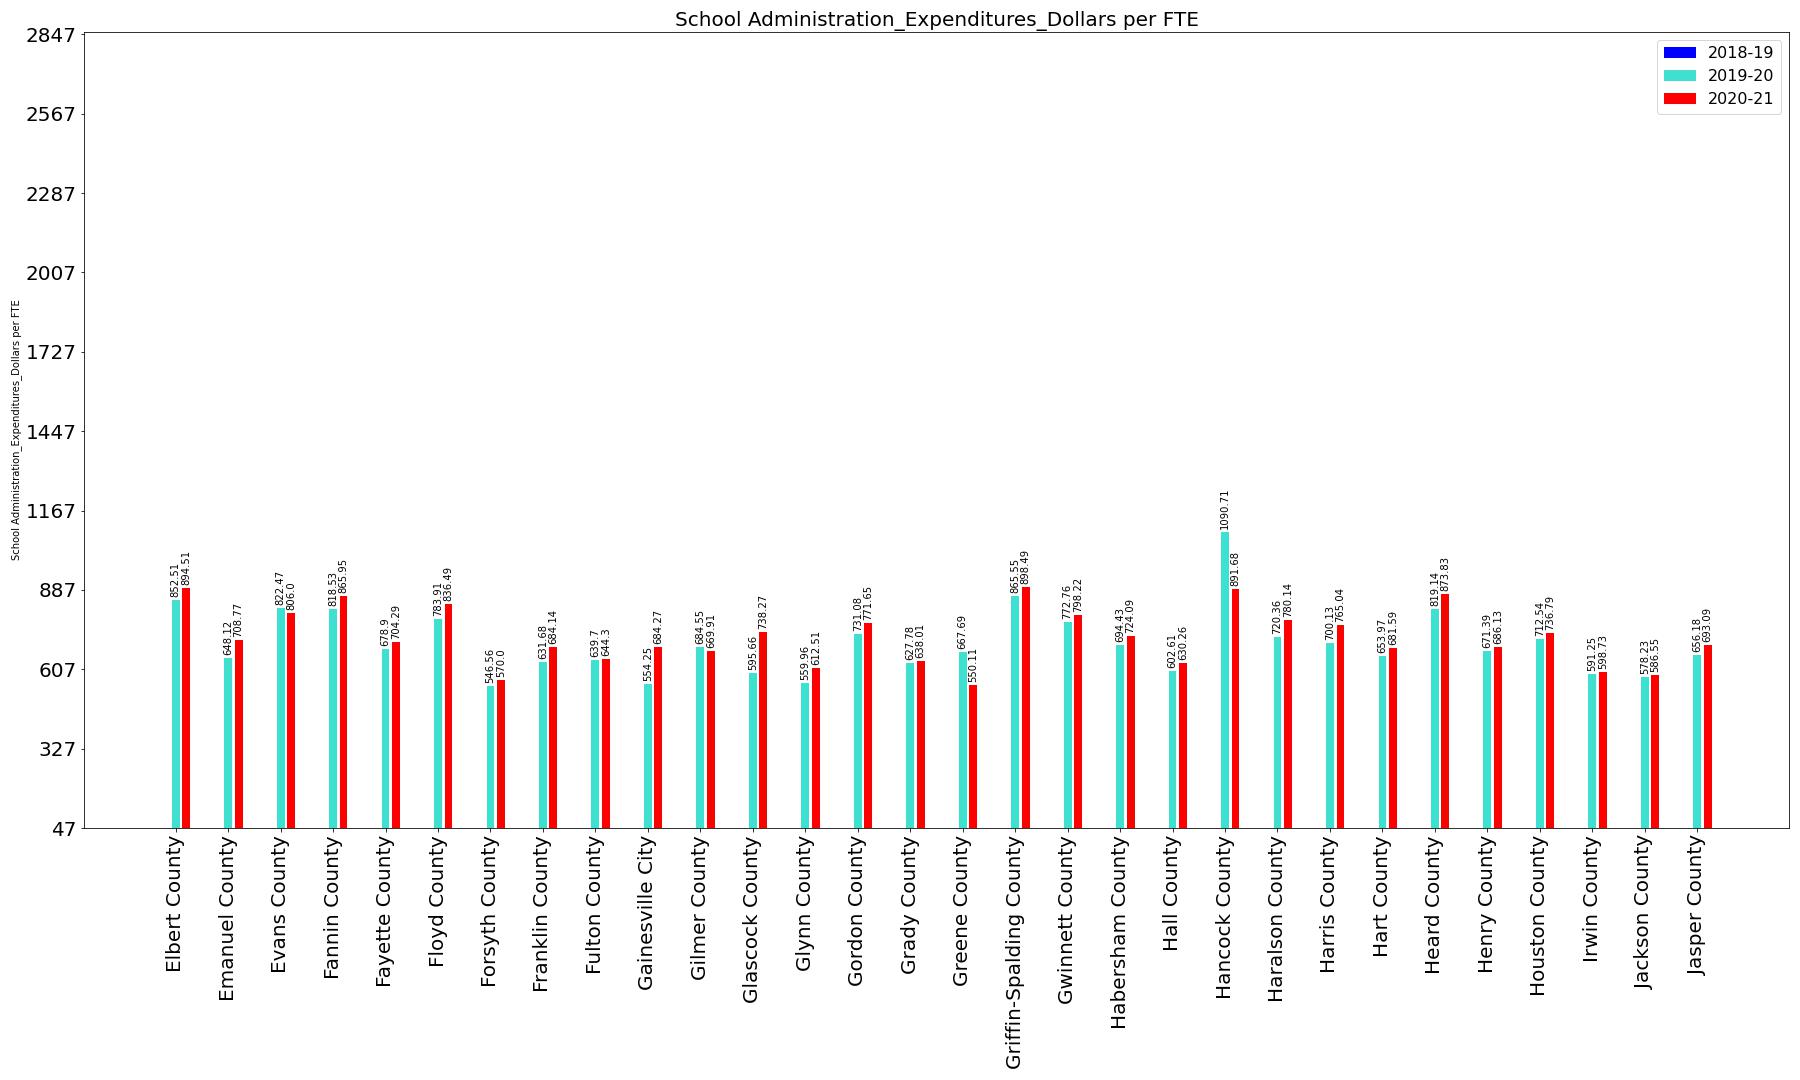 School Administration_Expenditures_Dollars per FTE
2018-19
2019-20
2020-21
School Administration_Expenditures_Dollars per FTE
2847
2567
2287
2007
1727
1447
1167
887
607
327
47
852.51
894.51
648.12
708.77
822.47
806.0
818.53
865.95
678.9
704.29
783.91
836.49
546.56
570.0
631.68
684.14
639.7
644.3
554.25
684.27
684.55
669.91
595.66
738.27
559.96
612.51
731.08
771.65
627.78
638.01
667.69
550.11
865.55
898.49
772.76
798.22
694.43
724.09
602.61
630.26
1090.71
891.68
720.36
780.14
700.13
765.04
653.97
681.59
819.14
873.83
671.39
686.13
712.54
736.79
591.25
598.73
578.23
586.55
656.18
693.09
Elbert County
Emanuel County
Evans County
Fannin County
Fayette County
Floyd County
Forsyth County
Franklin County
Fulton County
Gainesville City
Gilmer County
Glascock County
Glynn County
Gordon County
Grady County
Greene County
Griffin-Spalding County
Gwinnett County
Habersham County
Hall County
Hancock County
Haralson County
Harris County
Hart County
Heard County
Henry County
Houston County
Irwin County
Jackson County
Jasper County